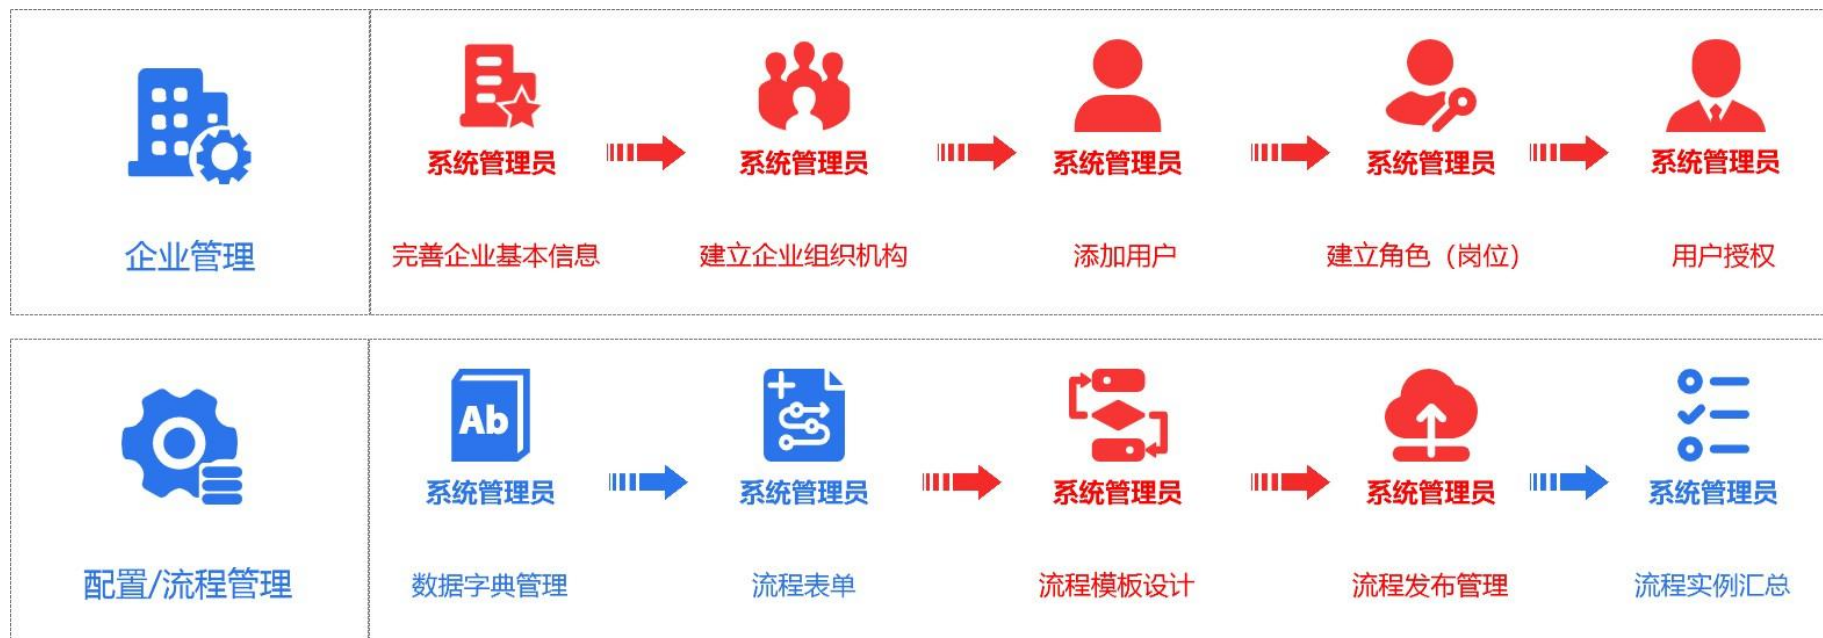 系统管理员
系统管理员
系统管理员
系统管理员
系统管理员
企业管理
完善企业基本信息
建立企业组织机构
添加用户
建立角色（岗位）
用户授权
Ab
系统管理员
系统管理员
系统管理员
系统管理员
系统管理员
配置/流程管理
数据字典管理
流程表单
流程模板设计
流程发布管理
流程实例汇总